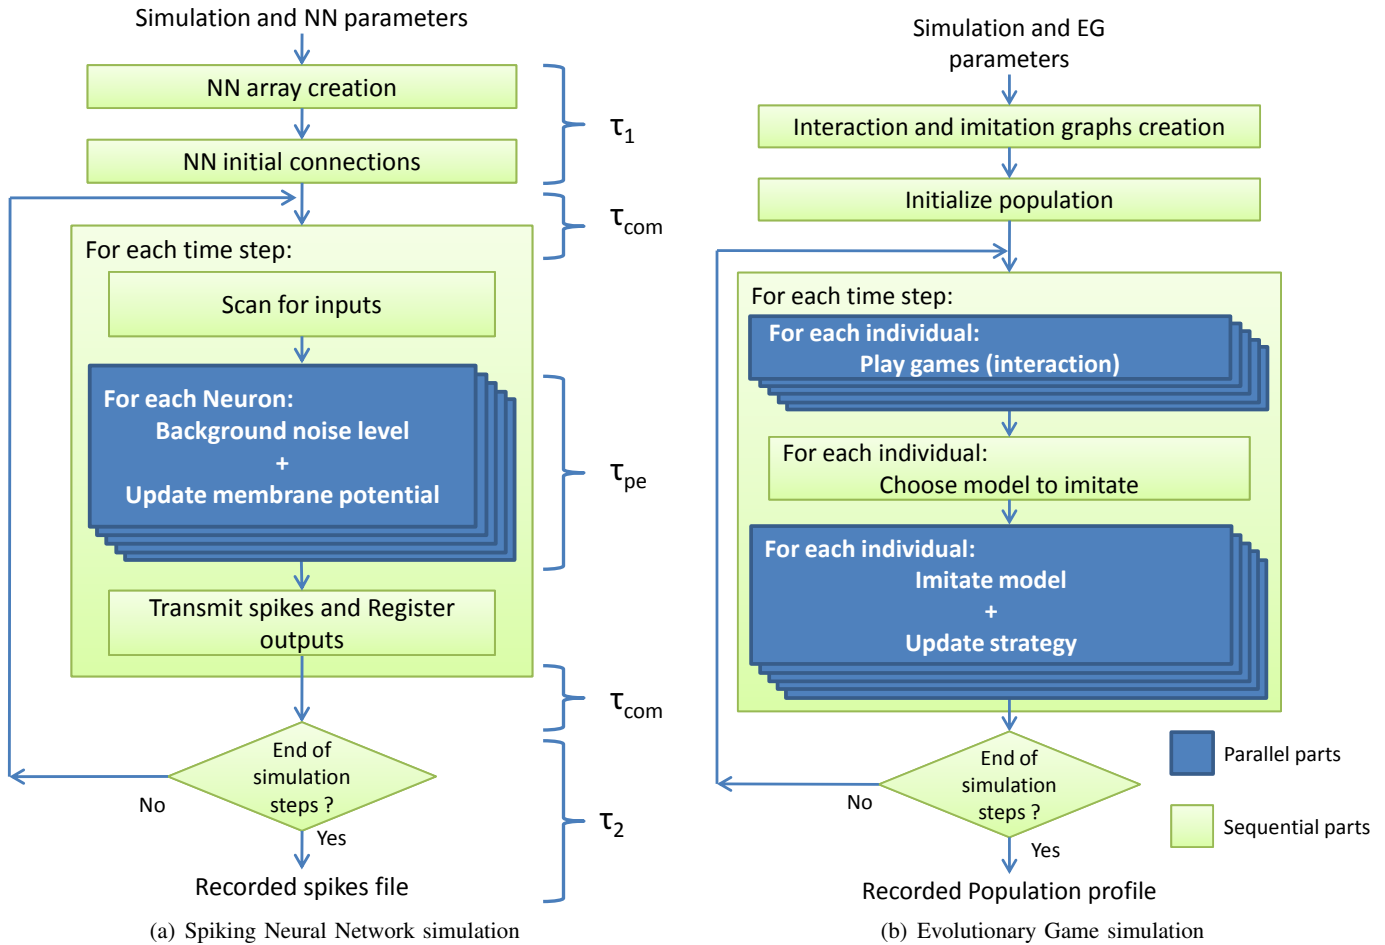 Simulation and NN parameters
NN array creation
NN initial connections
For each time step:
Scan for inputs
For each Neuron:
Background noise level
+
Update membrane potential
Transmit spikes and Register
outputs
End of
simulation
steps ?
No
Yes
Recorded spikes file
τ1
τcom
τpe
τcom
τ2
(a) Spiking Neural Network simulation
Simulation and EG
parameters
Interaction and imitation graphs creation
Initialize population
For each time step:
For each individual:
Play games (interaction)
For each individual:
Choose model to imitate
For each individual:
Imitate model
+
Update strategy
End of
simulation
steps ?
No
Yes
Recorded Population profile
Parallel parts
Sequential parts
(b) Evolutionary Game simulation